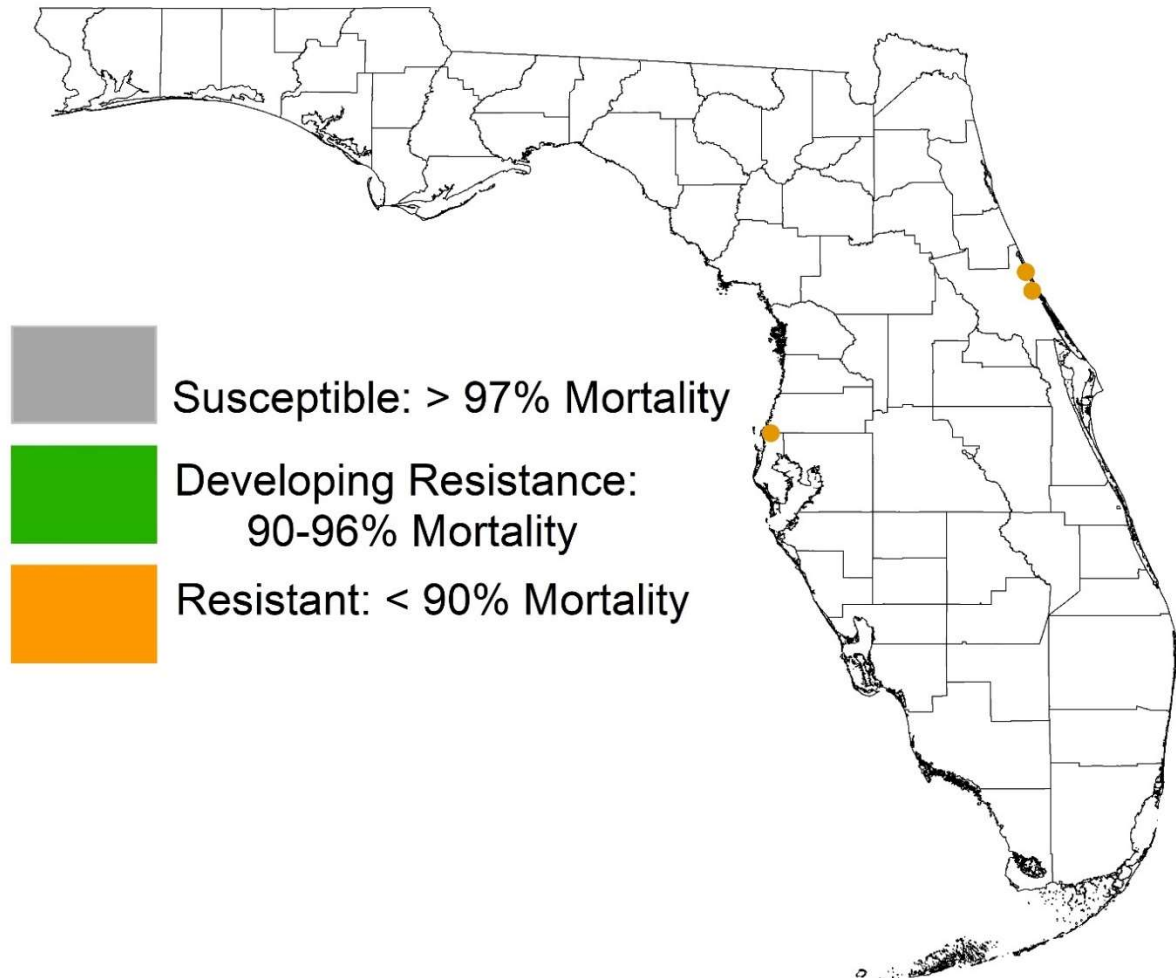 Susceptible: > 97% Mortality
Developing Resistance:
90-96% Mortality
Resistant: < 90% Mortality